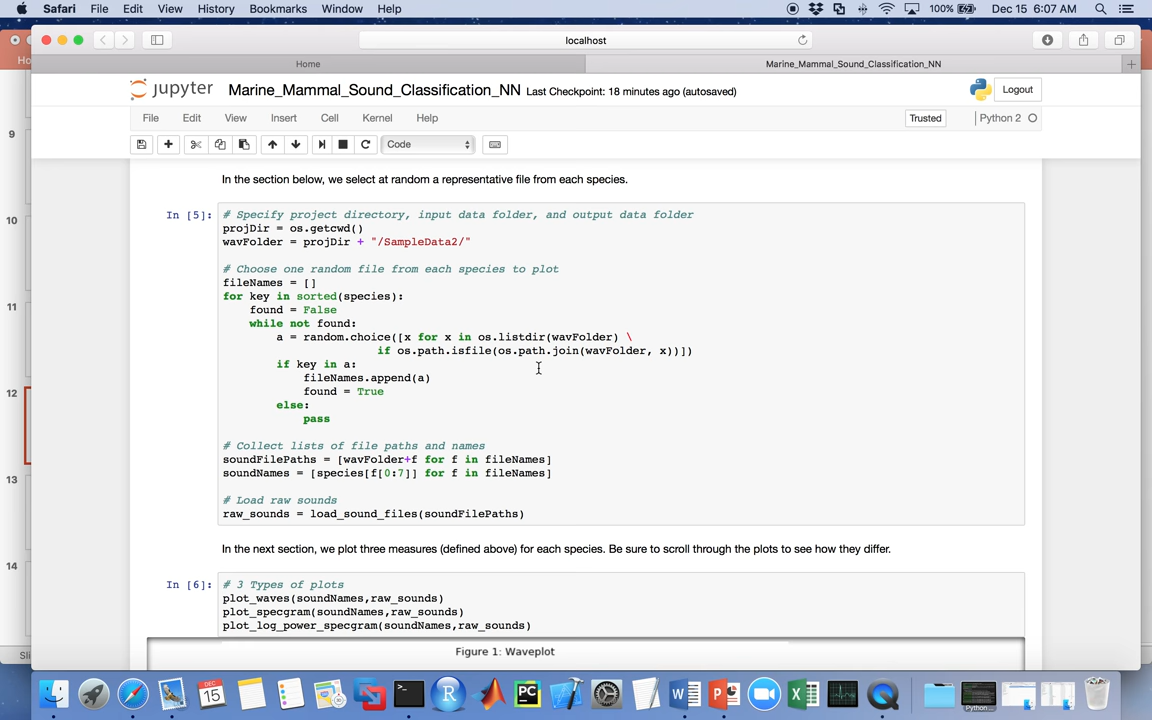 Safari File Edit View History Bookmarks Window Help 100% Dec 15 6:07 AM
localhost
Home Marine_Mammal_Sound_Classification_NN
jupyter Marine_Mammal_Sound_Classification_NN Last Checkpoint: 18 minutes ago (autosaved) Logout
File Edit View Insert Cell Kernel Help Trusted Python 2
Code
In the section below, we select at random a representative file from each species.
In [5]: # Specify project directory, input data folder, and output data folder
projDir = os.getcwd()
wavFolder = projDir + "/SampleData2/"
# Choose one random file from each species to plot
fileNames = []
for key in sorted(species):
found = False
while not found:
a = random.choice([x for x in os.listdir(wavFolder) \
if os.path.isfile(os.path.join(wavFolder, x))])
if key in a:
fileNames.append(a)
found = True
else:
pass
# Collect lists of file paths and names
soundFilePaths = [wavFolder+f for f in fileNames]
soundNames = [species[f[0:7]] for f in fileNames]
# Load raw sounds
raw_sounds = load_sound_files(soundFilePaths)
In the next section, we plot three measures (defined above) for each species. Be sure to scroll through the plots to see how they differ.
In [6]: # 3 Types of plots
plot_waves(soundNames,raw_sounds)
plot_specgram(soundNames,raw_sounds)
plot_log_power_specgram(soundNames,raw_sounds)
Figure 1: Waveplot
Ho
9
10
11
12
13
14
Sli
DEC
15
R
PC
W
P
X
Python